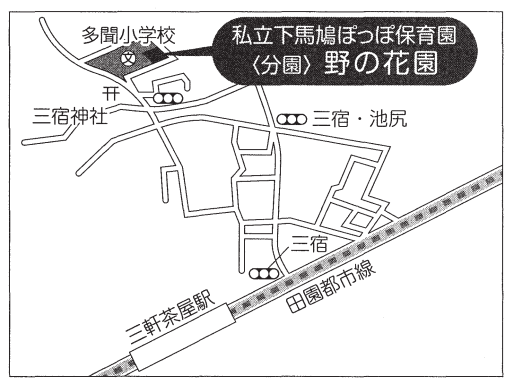 多聞小学校
私立下馬鳩ぽっぽ保育園
〈分園〉野の花園
三宿神社
三宿・池尻
三宿
田園都市線
三軒茶屋駅